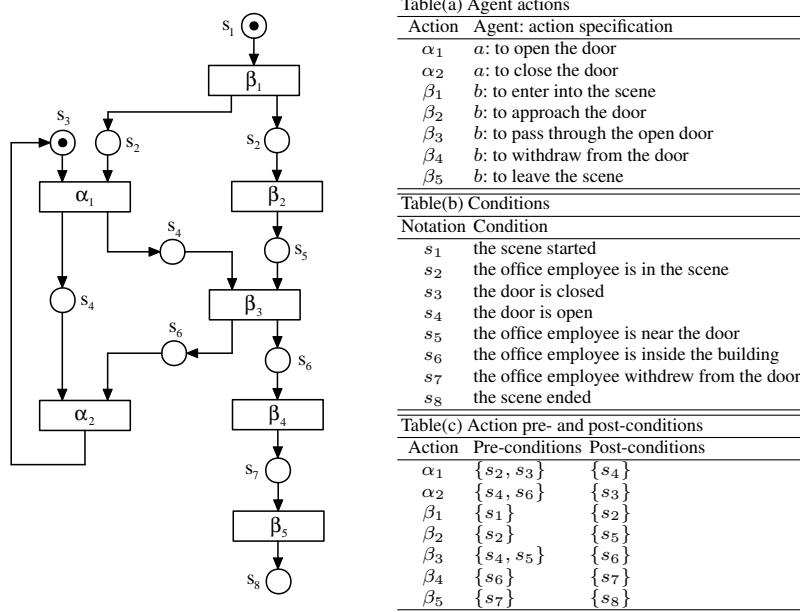 s₁
β₁
s₃
s₂
s₂
α₁
β₂
s₄
s₅
s₄
β₃
s₆
s₆
α₂
β₄
s₇
β₅
s₈
Table(a) Agent actions
Action Agent: action specification
α₁ a: to open the door
α₂ a: to close the door
β₁ b: to enter into the scene
β₂ b: to approach the door
β₃ b: to pass through the open door
β₄ b: to withdraw from the door
β₅ b: to leave the scene
Table(b) Conditions
Notation Condition
s₁ the scene started
s₂ the office employee is in the scene
s₃ the door is closed
s₄ the door is open
s₅ the office employee is near the door
s₆ the office employee is inside the building
s₇ the office employee withdrew from the door
s₈ the scene ended
Table(c) Action pre- and post-conditions
Action Pre-conditions Post-conditions
α₁ {s₂, s₃} {s₄}
α₂ {s₄, s₆} {s₃}
β₁ {s₁} {s₂}
β₂ {s₂} {s₅}
β₃ {s₄, s₅} {s₆}
β₄ {s₆} {s₇}
β₅ {s₇} {s₈}